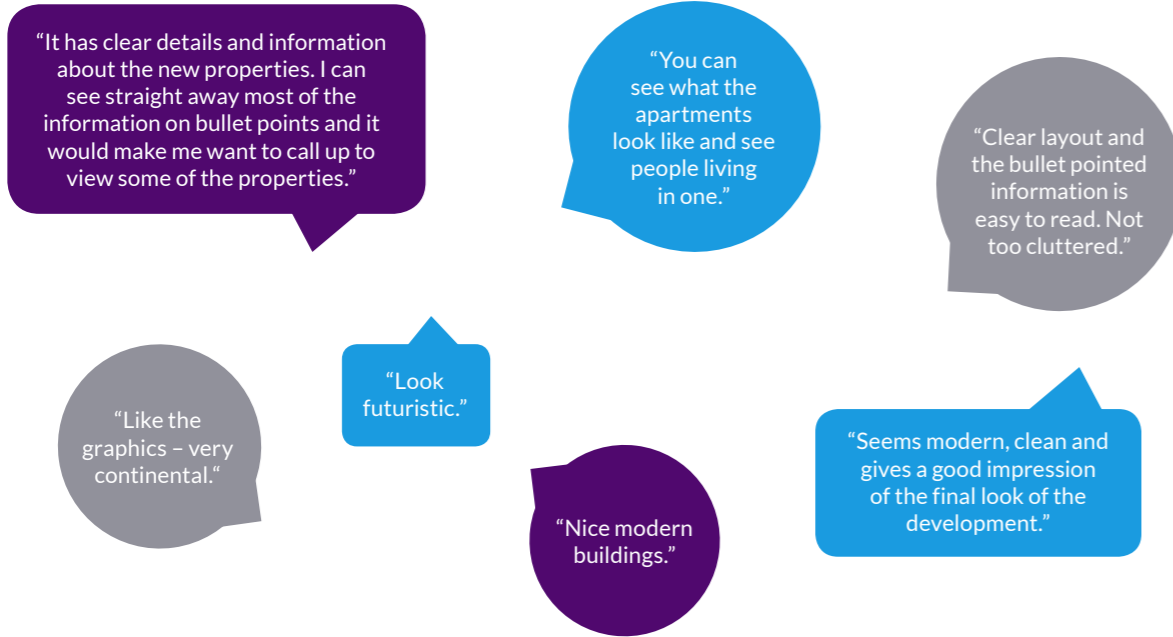 “It has clear details and information
about the new properties. I can
see straight away most of the
information on bullet points and it
would make me want to call up to
view some of the properties.”
“You can
see what the
apartments
look like and see
people living
in one.”
“Clear layout and
the bullet pointed
information is
easy to read. Not
too cluttered.”
“Like the
graphics – very
continental.“
“Look
futuristic.”
“Nice modern
buildings.”
“Seems modern, clean and
gives a good impression
of the final look of the
development.”